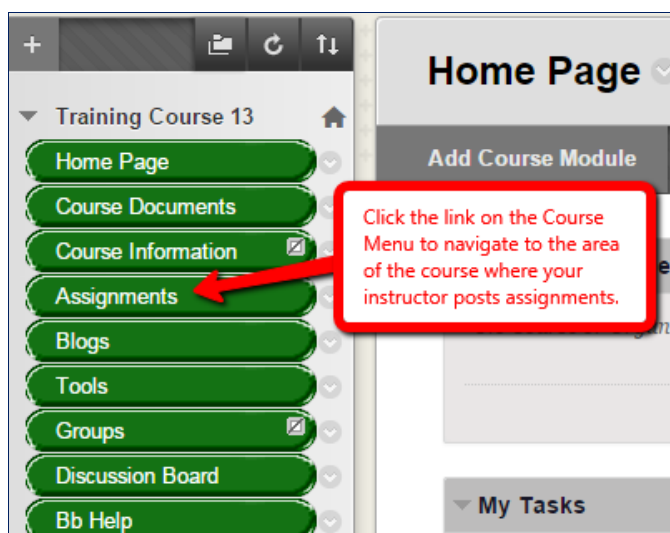 Home Page
Training Course 13
Home Page
Course Documents
Course Information
Assignments
Blogs
Tools
Groups
Discussion Board
Bb Help
Add Course Module
Click the link on the Course
Menu to navigate to the area
of the course where your
instructor posts assignments.
My Tasks